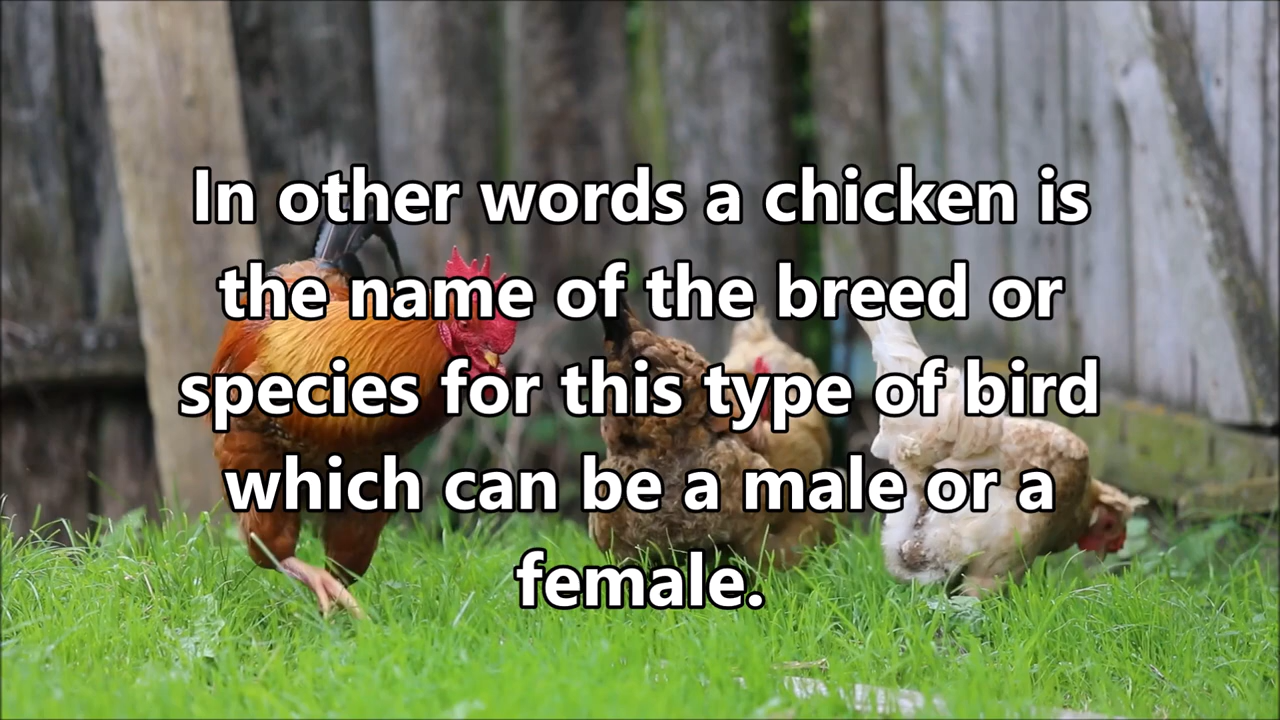 In other words a chicken is
the name of the breed or
species for this type of bird
which can be a male or a
female.